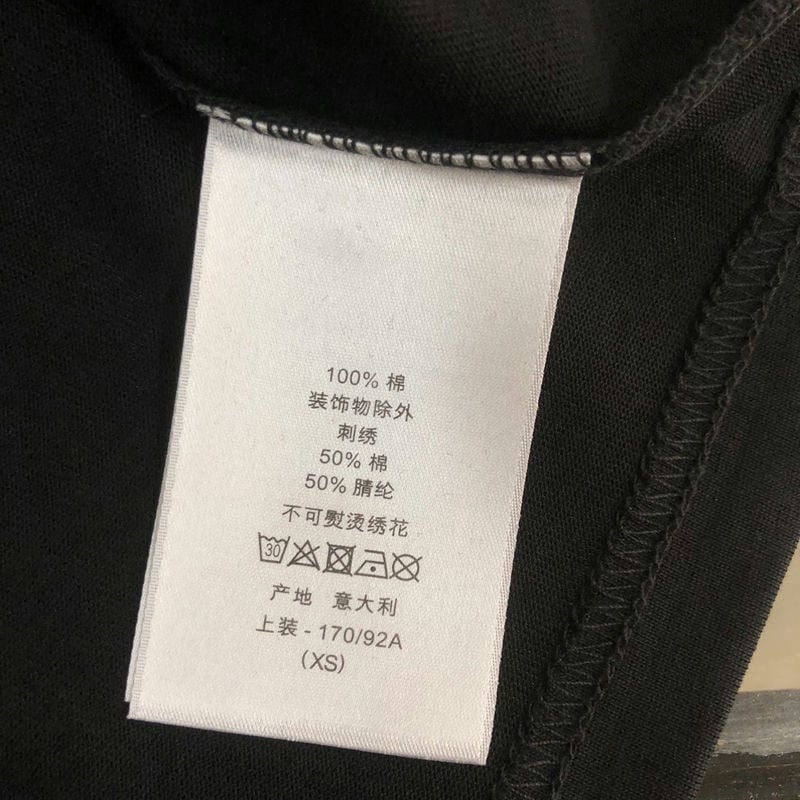 100% 棉
装饰物除外
刺绣
50% 棉
50% 腈纶
不可熨烫绣花
30
产地 意大利
上装 - 170/92A
(XS)